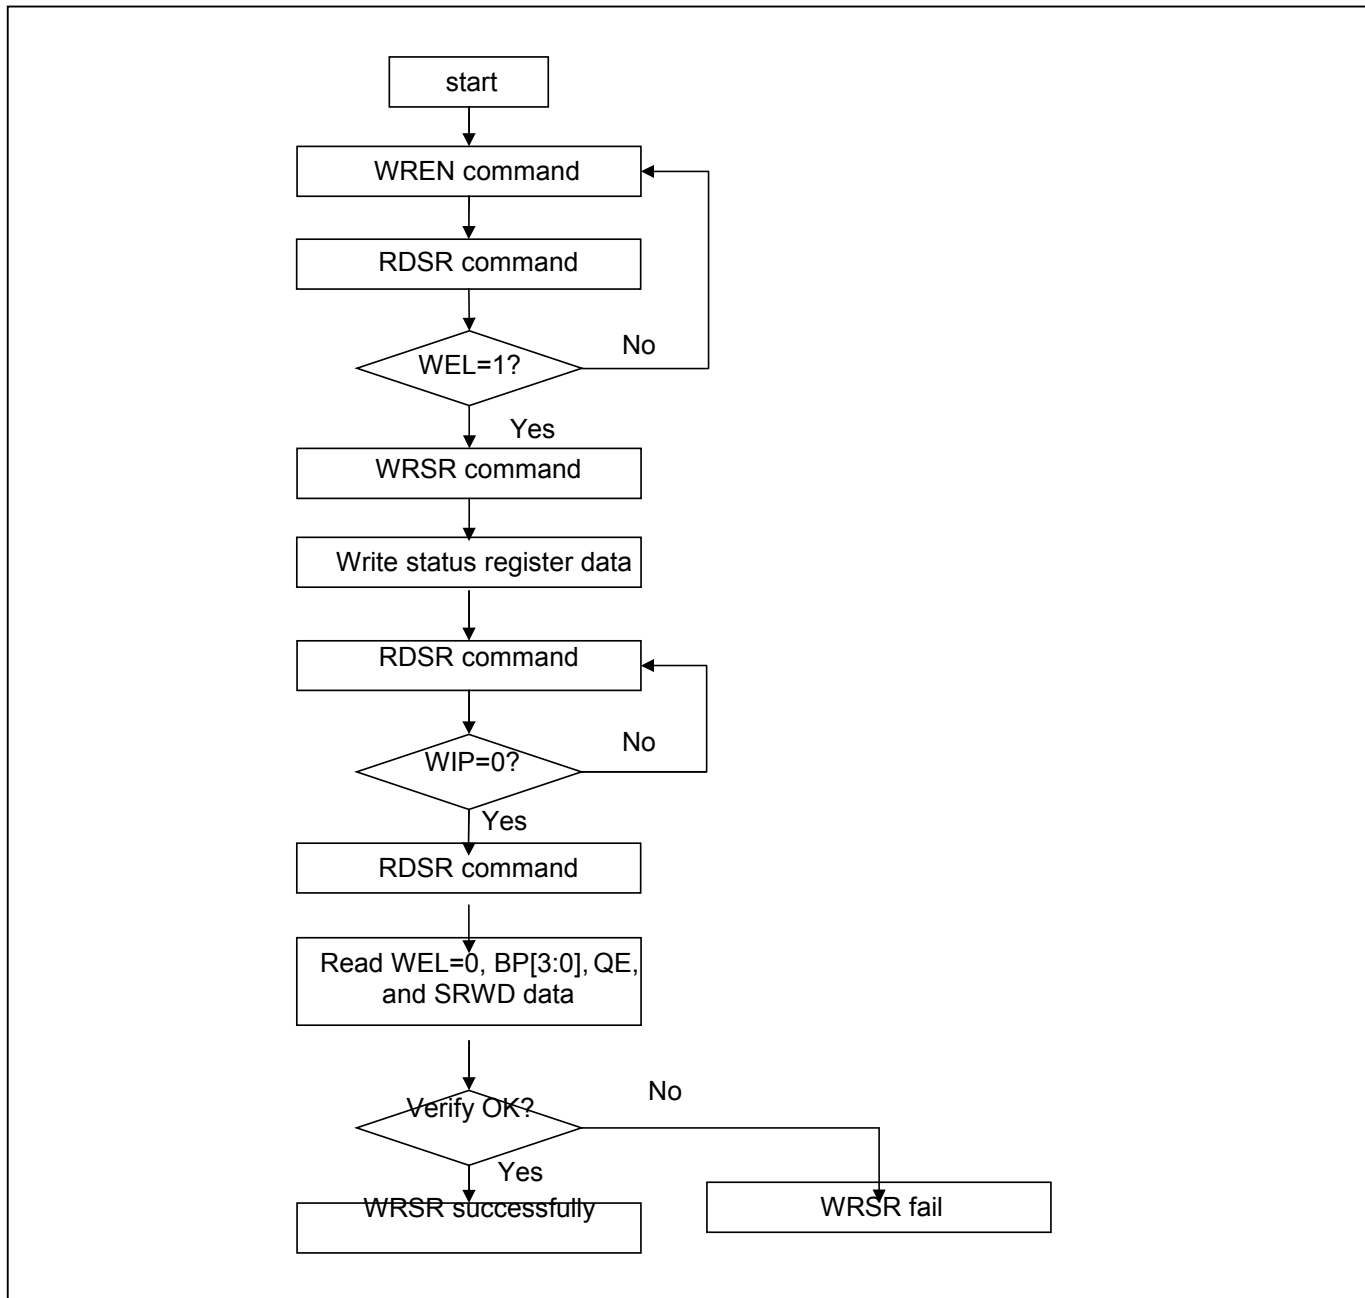 start
WREN command
RDSR command
WEL=1?
No
Yes
WRSR command
Write status register data
RDSR command
WIP=0?
No
Yes
RDSR command
Read WEL=0, BP[3:0], QE,
and SRWD data
Verify OK?
No
Yes
WRSR successfully
WRSR fail